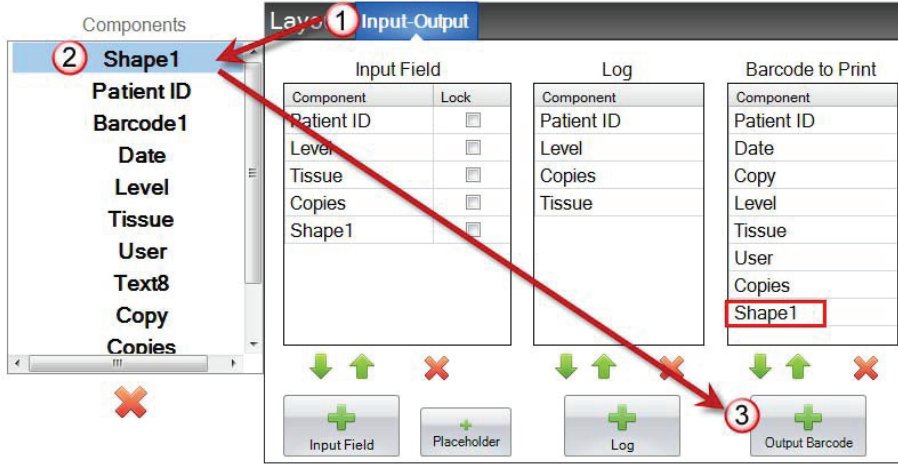 Components
Shape1
Patient ID
Barcode1
Date
Level
Tissue
User
Text8
Copy
Copies
Input-Output
1
2
3
Input Field
Component Lock
Patient ID
Level
Tissue
Copies
Shape1
Input Field
Placeholder
Log
Component
Patient ID
Level
Copies
Tissue
Log
Barcode to Print
Component
Patient ID
Date
Copy
Level
Tissue
User
Copies
Shape1
Output Barcode